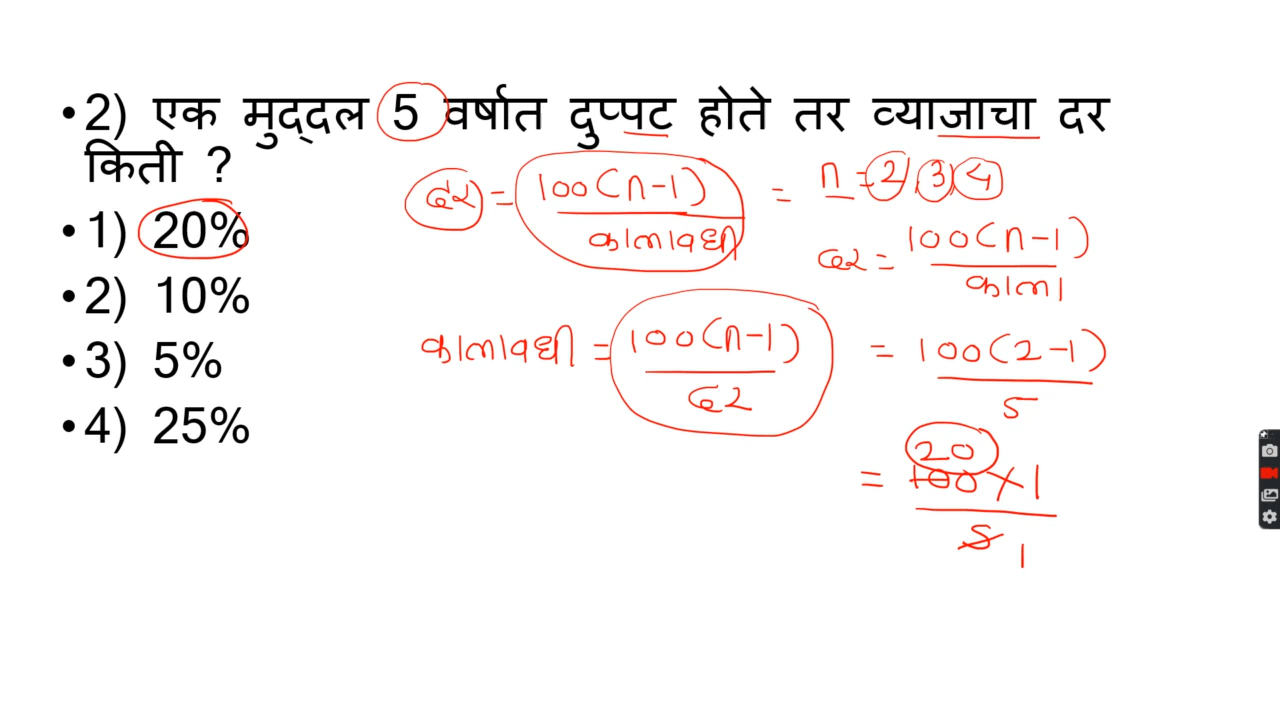 •2) एक मुद्दल 5 वर्षात दुप्पट होते तर व्याजाचा दर
किती ?
•1) 20%
•2) 10%
•3) 5%
•4) 25%
दर = 100(n-1) / कालावधी = n = 2, 3, 4
दर = 100(n-1) / काला
कालावधी = 100(n-1) / दर
= 100(2-1) / 5
20
= 100 × 1
5 1